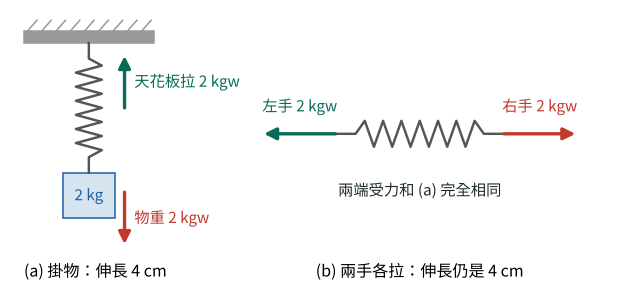 天花板拉 2 kgw
2 kg
物重 2 kgw
(a) 掛物：伸長 4 cm
左手 2 kgw
右手 2 kgw
兩端受力和 (a) 完全相同
(b) 兩手各拉：伸長仍是 4 cm